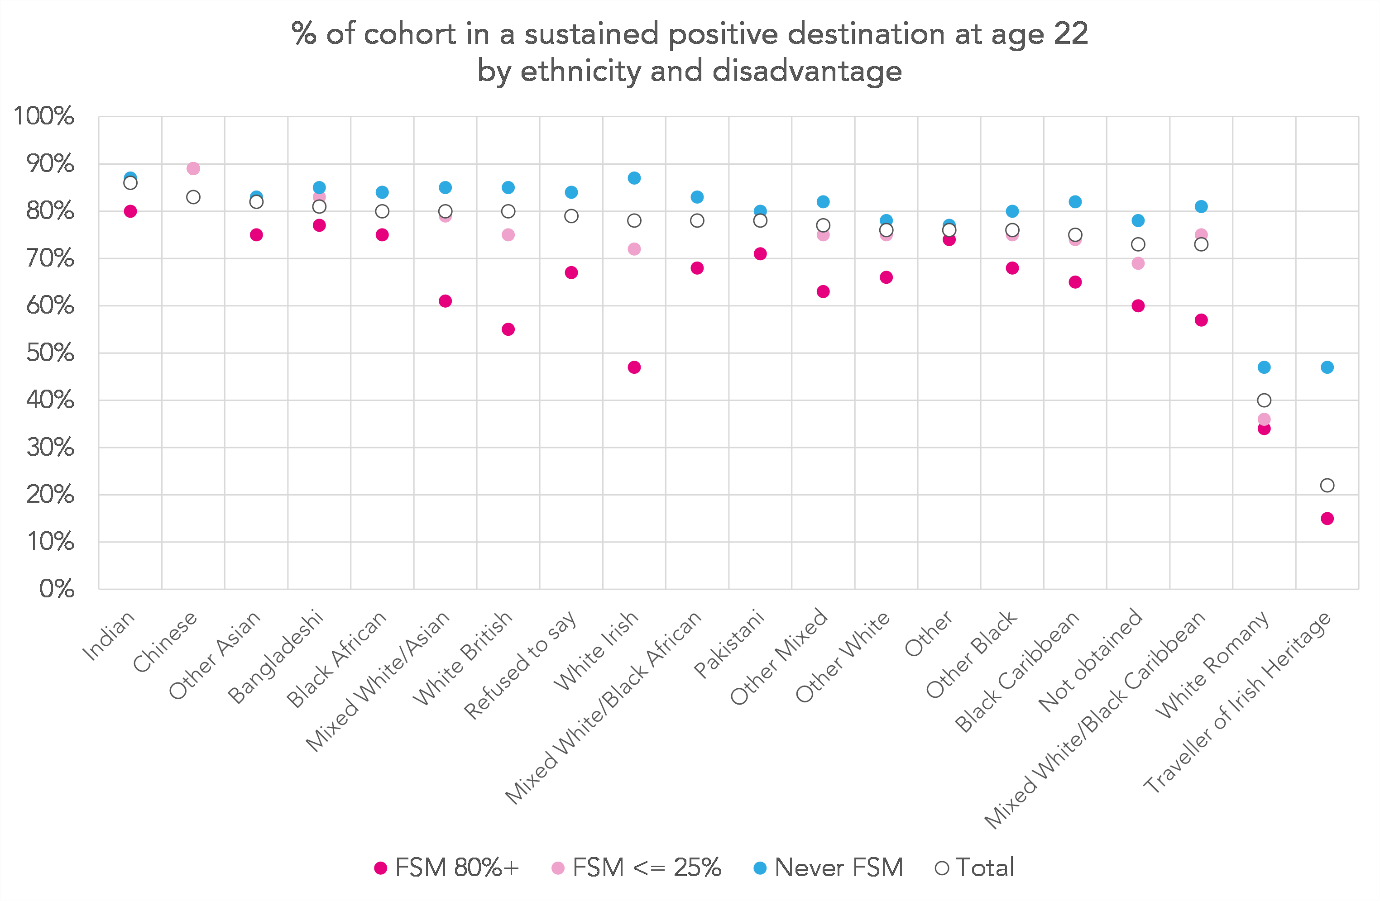 % of cohort in a sustained positive destination at age 22
by ethnicity and disadvantage
100%
90%
80%
70%
60%
50%
40%
30%
20%
10%
0%
Indian
Chinese
Other Asian
Bangladeshi
Black African
Mixed White/Asian
White British
Refused to say
White Irish
Mixed White/Black African
Pakistani
Other Mixed
Other White
Other
Other Black
Black Caribbean
Not obtained
Mixed White/Black Caribbean
White Romany
Traveller of Irish Heritage
FSM 80%+
FSM <= 25%
Never FSM
Total